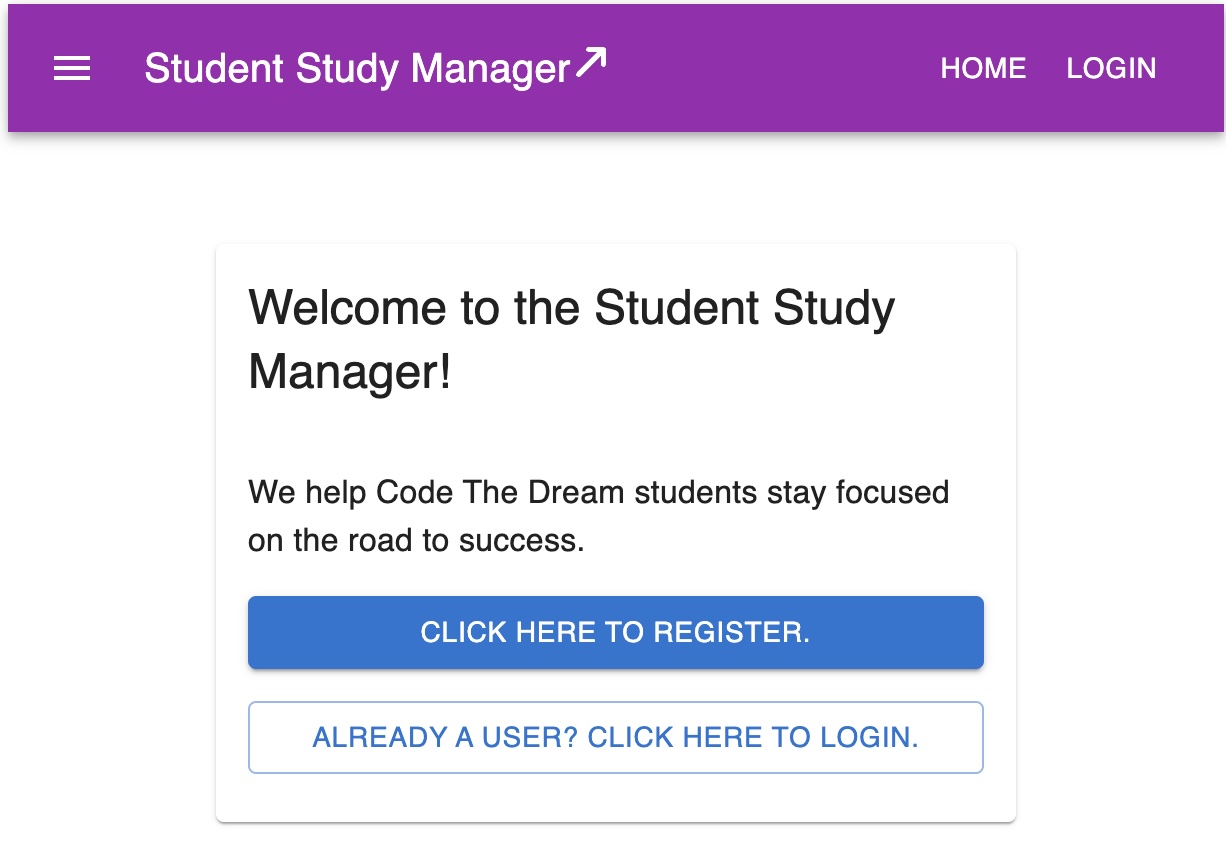 Student Study Manager
HOME
LOGIN
Welcome to the Student Study
Manager!
We help Code The Dream students stay focused
on the road to success.
CLICK HERE TO REGISTER.
ALREADY A USER? CLICK HERE TO LOGIN.